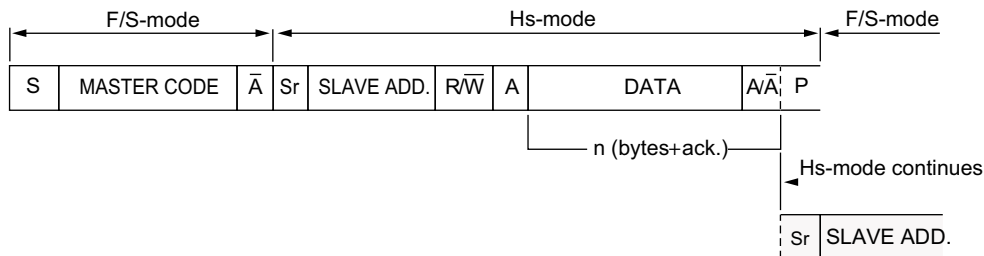 F/S-mode Hs-mode F/S-mode
S MASTER CODE A̅ Sr SLAVE ADD. R/W̅ A DATA A/A̅ P
n (bytes+ack.)
Hs-mode continues
Sr SLAVE ADD.